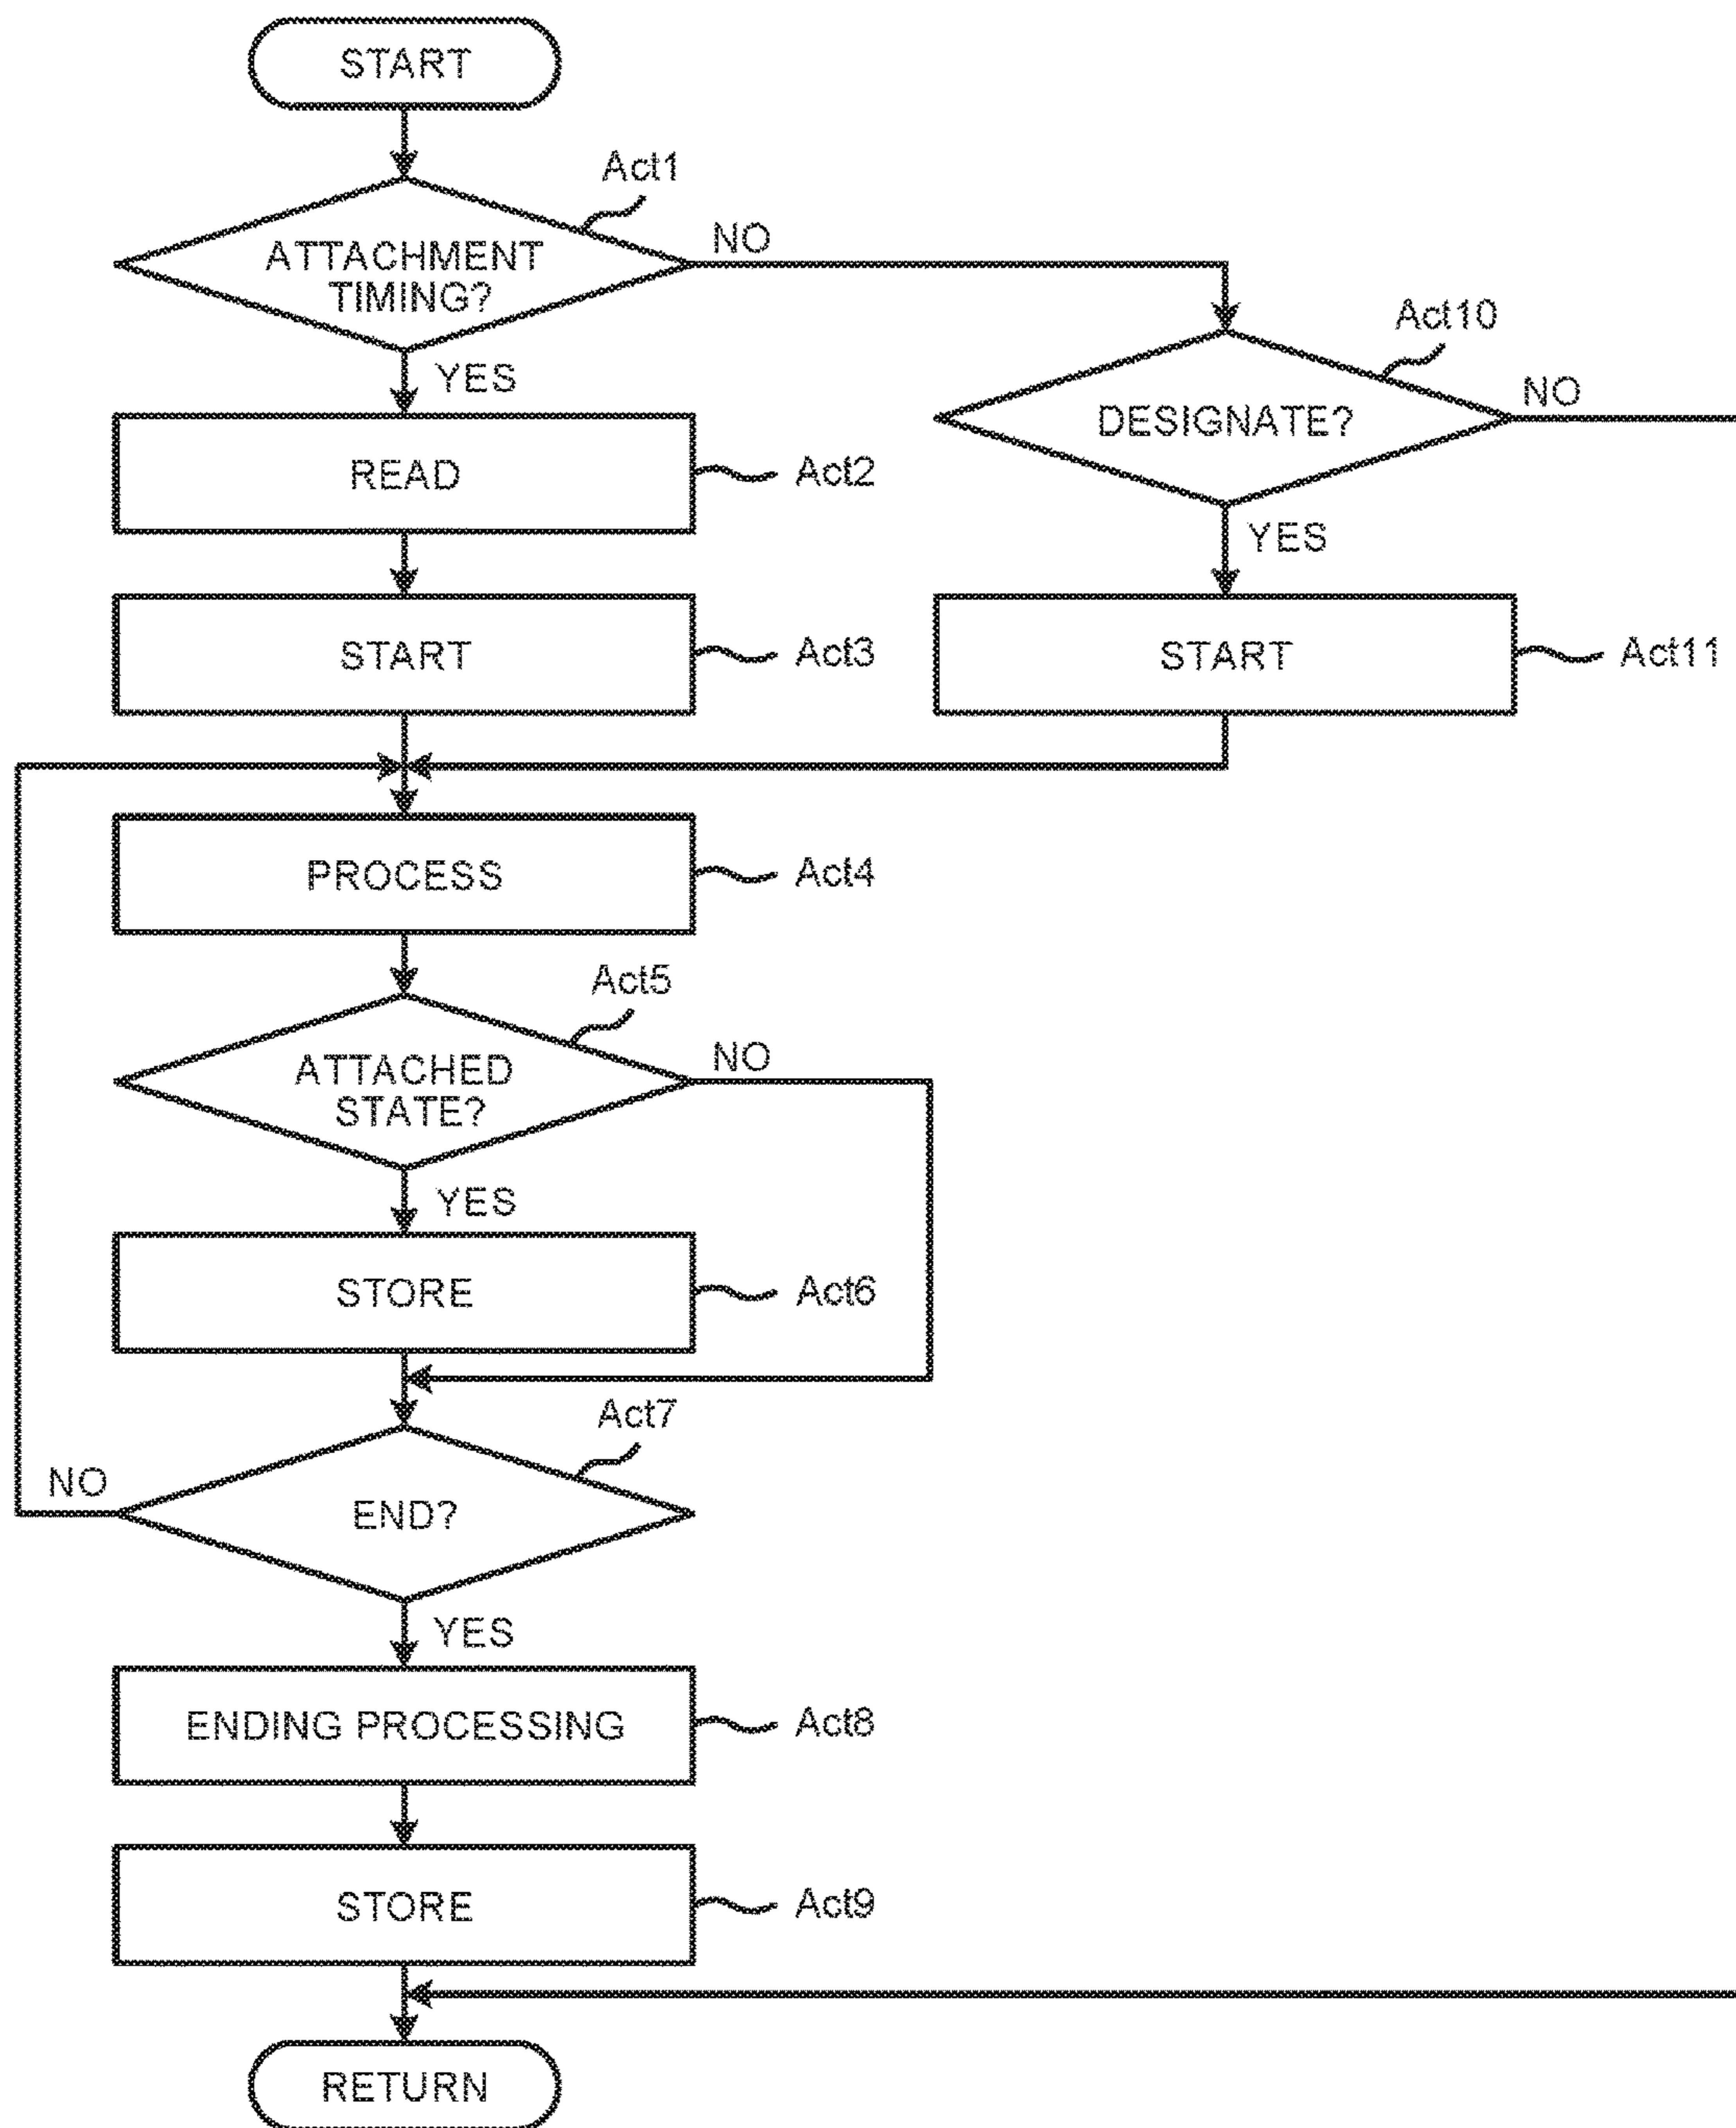 START
Act1
ATTACHMENT
TIMING?
NO
YES
Act10
DESIGNATE?
NO
YES
READ
Act2
START
Act3
START
Act11
PROCESS
Act4
Act5
ATTACHED
STATE?
NO
YES
STORE
Act6
Act7
END?
NO
YES
ENDING PROCESSING
Act8
STORE
Act9
RETURN